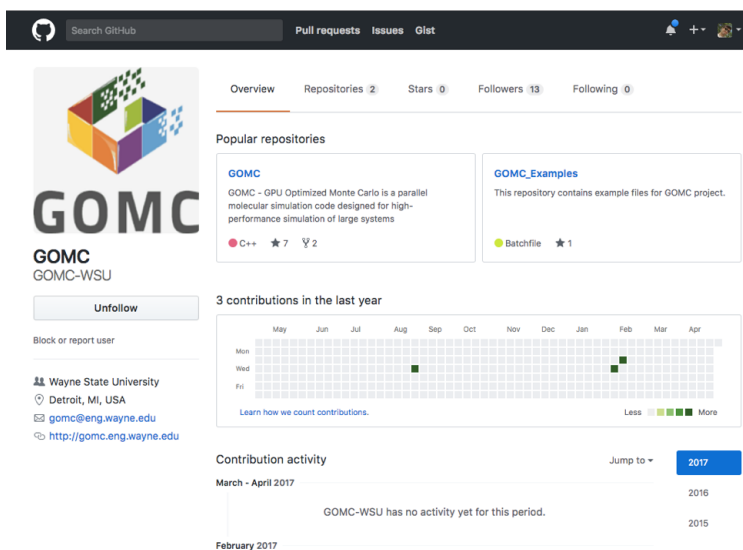 Search GitHub
Pull requests Issues Gist
Overview Repositories 2 Stars 0 Followers 13 Following 0
GOMC
GOMC
GOMC-WSU
Unfollow
Block or report user
Wayne State University
Detroit, MI, USA
gomc@eng.wayne.edu
http://gomc.eng.wayne.edu
Popular repositories
GOMC
GOMC - GPU Optimized Monte Carlo is a parallel
molecular simulation code designed for high-
performance simulation of large systems
C++ 7 2
GOMC_Examples
This repository contains example files for GOMC project.
Batchfile 1
3 contributions in the last year
May Jun Jul Aug Sep Oct Nov Dec Jan Feb Mar Apr
Mon
Wed
Fri
Learn how we count contributions.
Less More
Contribution activity
Jump to
2017
2016
2015
March - April 2017
GOMC-WSU has no activity yet for this period.
February 2017